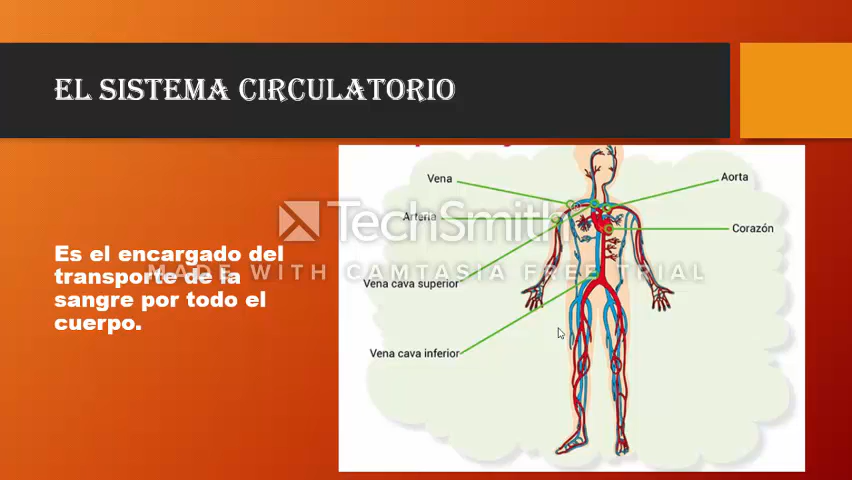 EL SISTEMA CIRCULATORIO
Es el encargado del
transporte de la
sangre por todo el
cuerpo.
Vena
Aorta
Arteria
Corazón
Vena cava superior
Vena cava inferior
TechSmith
MADE WITH CAMTASIA FREE TRIAL